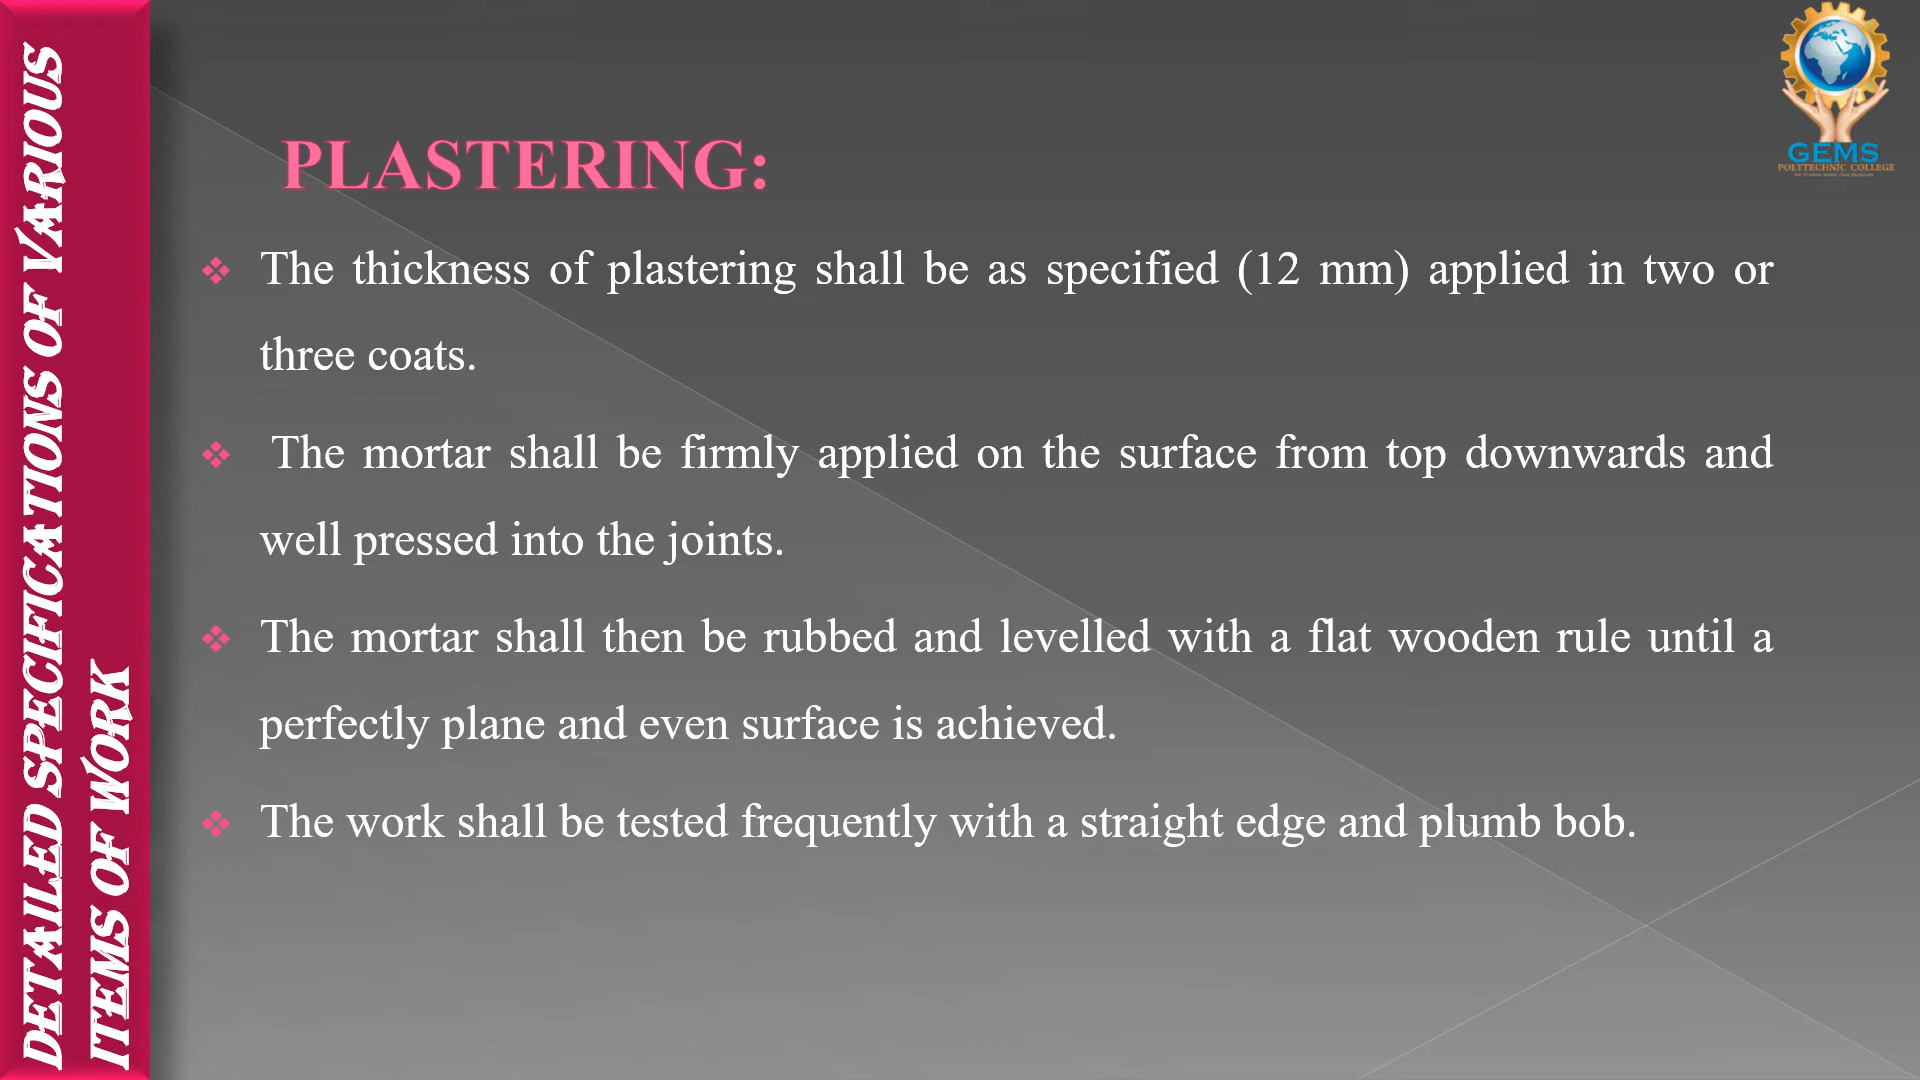 DETAILED SPECIFICATIONS OF VARIOUS
ITEMS OF WORK
GEMS
POLYTECHNIC COLLEGE
PLASTERING:
The thickness of plastering shall be as specified (12 mm) applied in two or
three coats.
The mortar shall be firmly applied on the surface from top downwards and
well pressed into the joints.
The mortar shall then be rubbed and levelled with a flat wooden rule until a
perfectly plane and even surface is achieved.
The work shall be tested frequently with a straight edge and plumb bob.